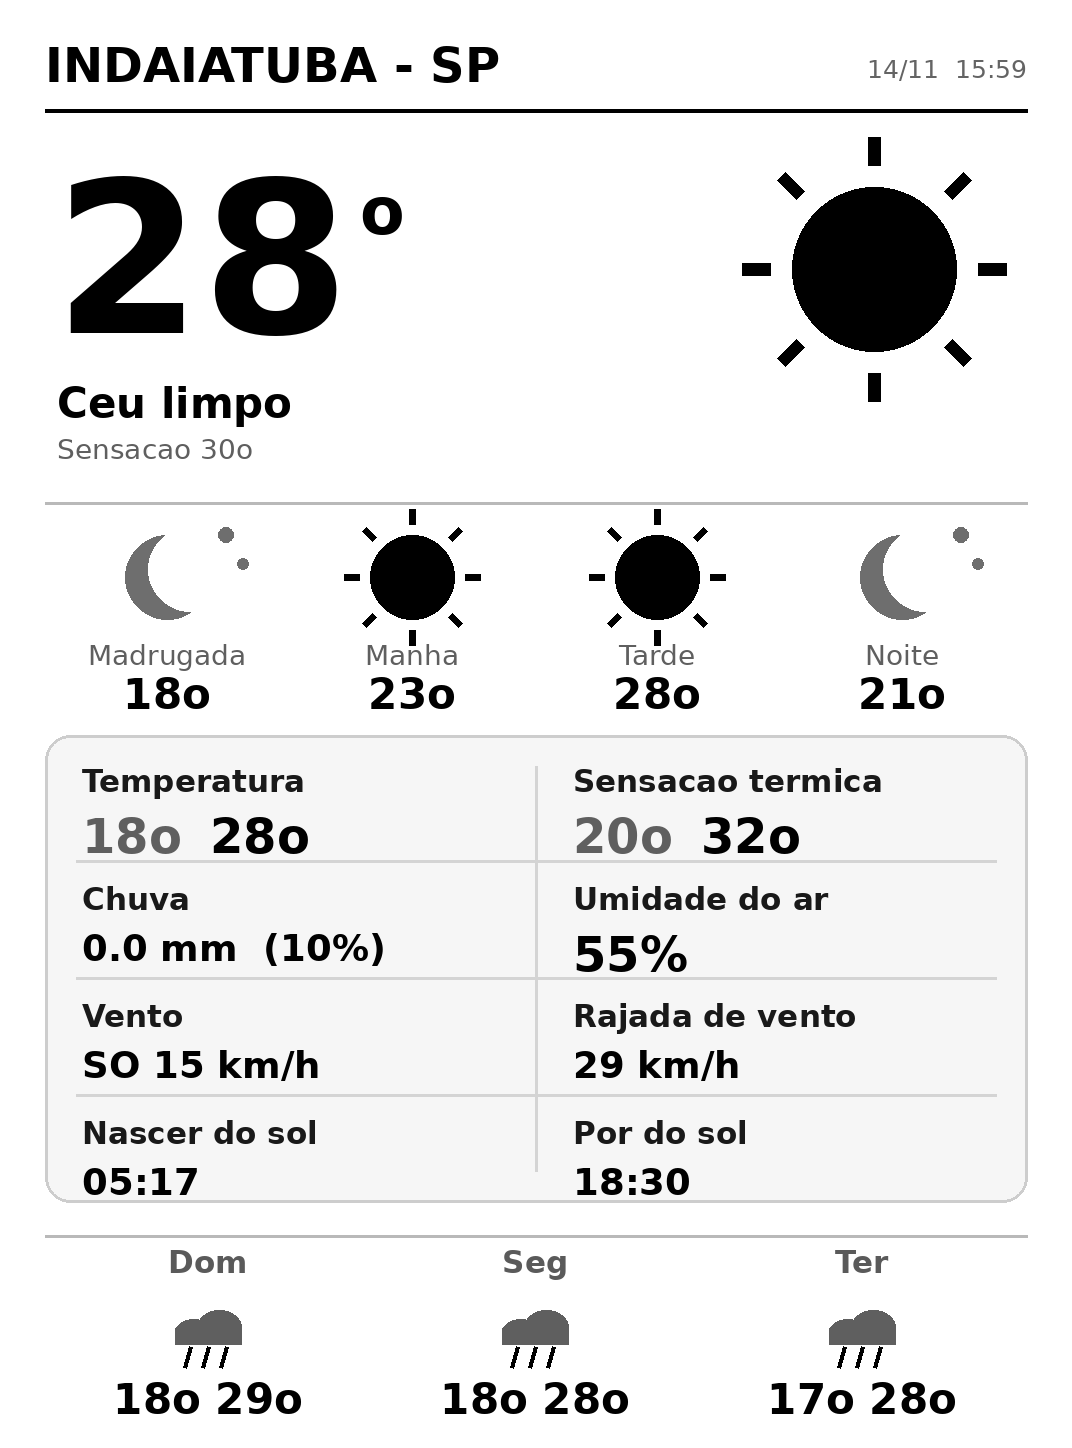 INDAIATUBA - SP 14/11 15:59
28°
Ceu limpo
Sensacao 30o
Madrugada Manha Tarde Noite
18o 23o 28o 21o
Temperatura Sensacao termica
18o 28o 20o 32o
Chuva Umidade do ar
0.0 mm (10%) 55%
Vento Rajada de vento
SO 15 km/h 29 km/h
Nascer do sol Por do sol
05:17 18:30
Dom Seg Ter
18o 29o 18o 28o 17o 28o